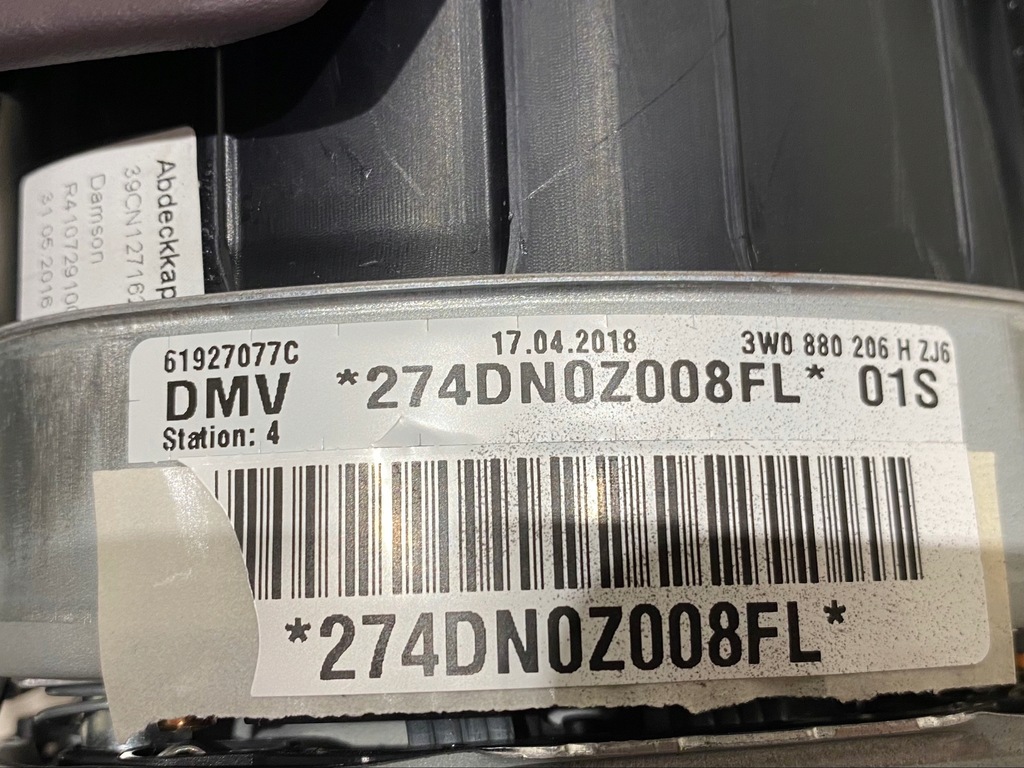 Abdeckkap
39CN12716
Damson
R41072910
31.05.2016
61927077C
17.04.2018
3W0 880 206 H ZJ6
DMV
*274DN0Z008FL*
01S
Station: 4
*274DN0Z008FL*